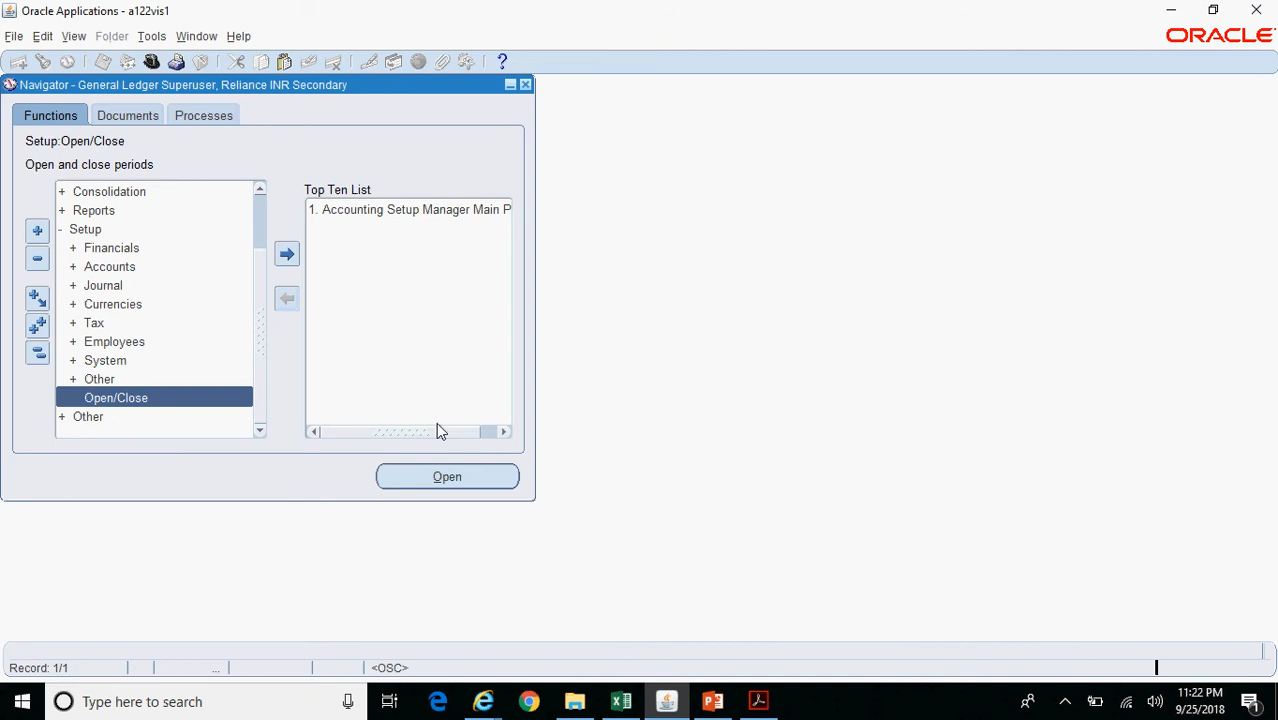 Oracle Applications - a122vis1
File Edit View Folder Tools Window Help
ORACLE
?
Navigator - General Ledger Superuser, Reliance INR Secondary
Functions Documents Processes
Setup:Open/Close
Open and close periods
Top Ten List
+ Consolidation
+ Reports
- Setup
+ Financials
+ Accounts
+ Journal
+ Currencies
+ Tax
+ Employees
+ System
+ Other
Open/Close
+ Other
1. Accounting Setup Manager Main P
Open
Record: 1/1 ... <OSC>
Type here to search
11:22 PM
9/25/2018
1